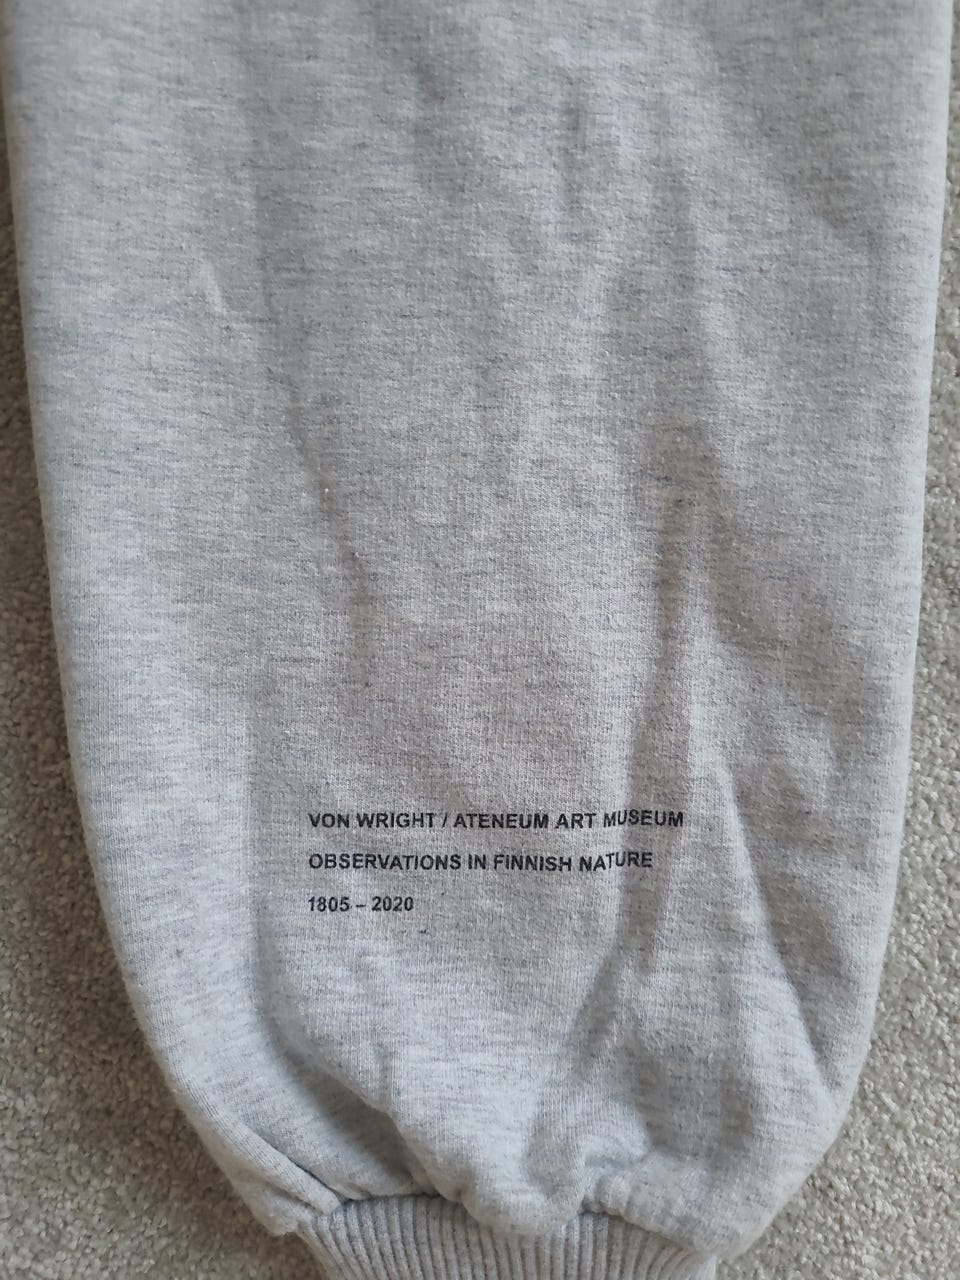 VON WRIGHT / ATENEUM ART MUSEUM
OBSERVATIONS IN FINNISH NATURE
1805 – 2020